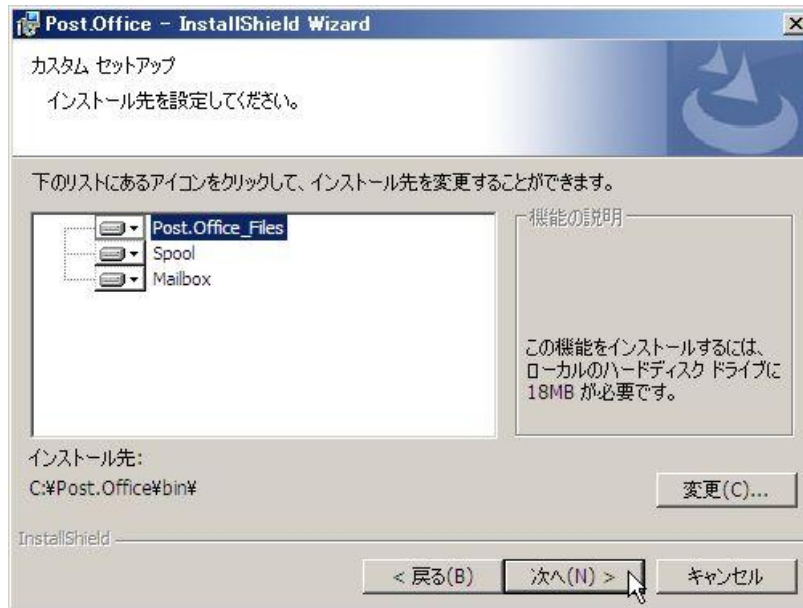 Post.Office - InstallShield Wizard
カスタム セットアップ
インストール先を設定してください。
下のリストにあるアイコンをクリックして、インストール先を変更することができます。
Post.Office_Files
Spool
Mailbox
機能の説明
この機能をインストールするには、
ローカルのハードディスク ドライブに
18MB が必要です。
インストール先:
C:¥Post.Office¥bin¥
変更(C)...
InstallShield
< 戻る(B)
次へ(N) >
キャンセル